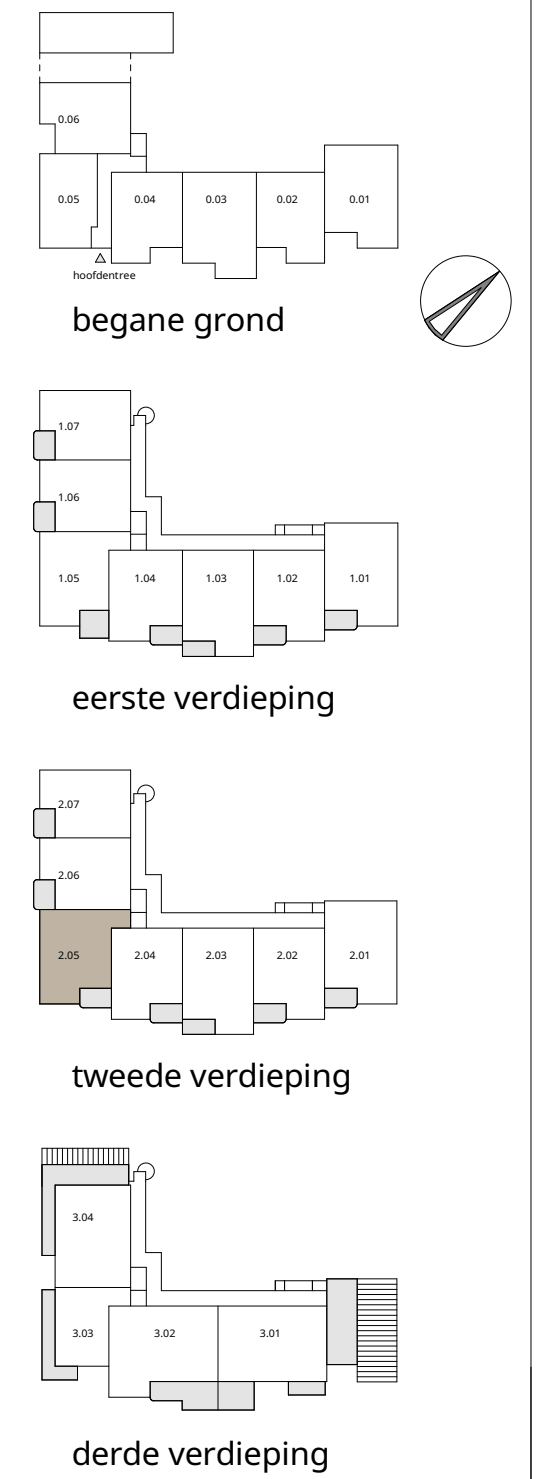 0.06
0.05 0.04 0.03 0.02 0.01
hoofdentree
begane grond
1.07
1.06
1.05 1.04 1.03 1.02 1.01
eerste verdieping
2.07
2.06
2.05 2.04 2.03 2.02 2.01
tweede verdieping
3.04
3.03 3.02 3.01
derde verdieping